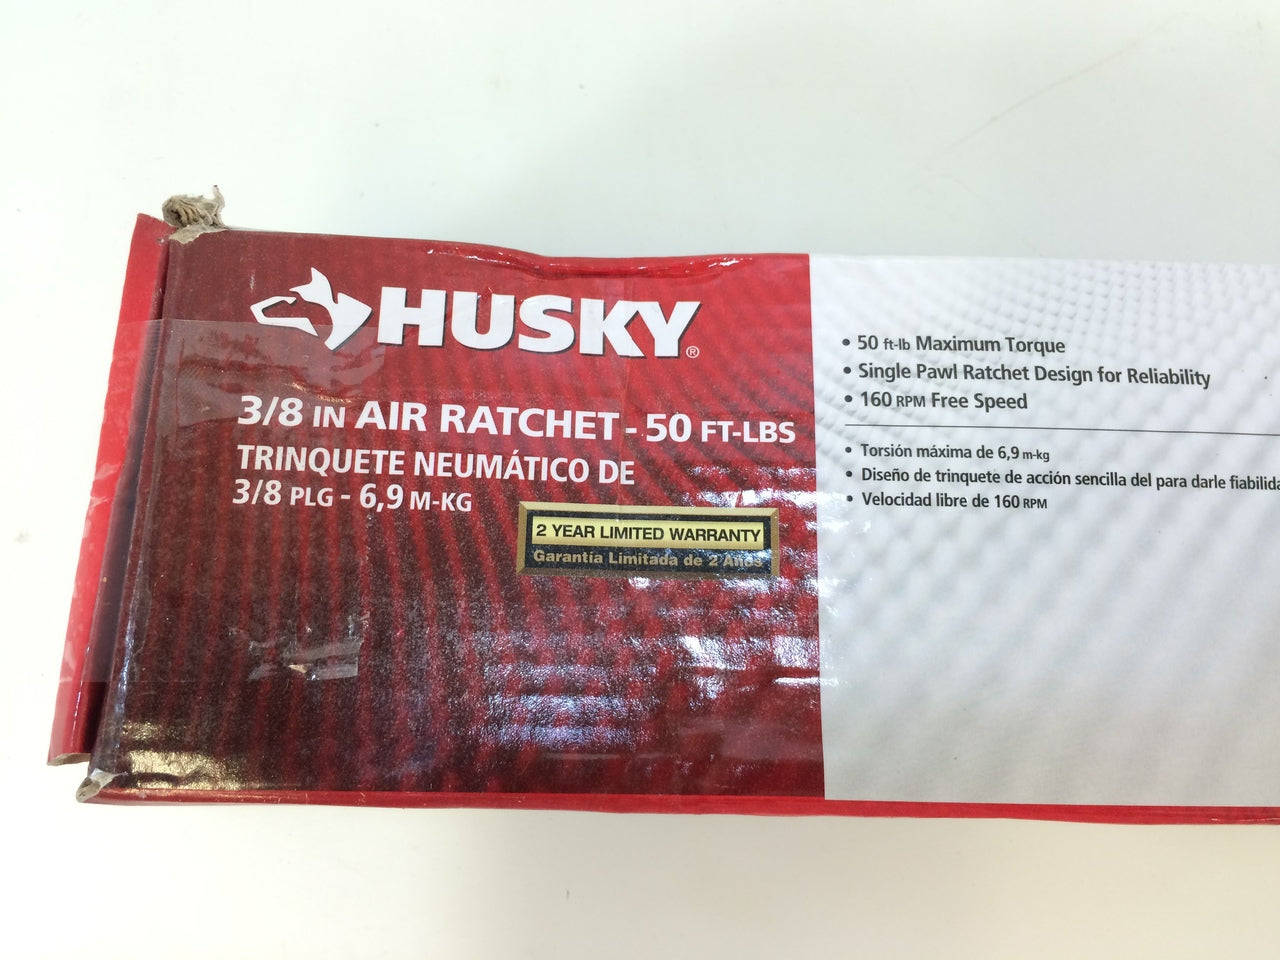 HUSKY®
3/8 IN AIR RATCHET - 50 FT-LBS
TRINQUETE NEUMÁTICO DE
3/8 PLG - 6,9 M-KG
2 YEAR LIMITED WARRANTY
Garantía Limitada de 2 Años
• 50 ft-lb Maximum Torque
• Single Pawl Ratchet Design for Reliability
• 160 RPM Free Speed
• Torsión máxima de 6,9 m-kg
• Diseño de trinquete de acción sencilla del para darle fiabilida
• Velocidad libre de 160 RPM